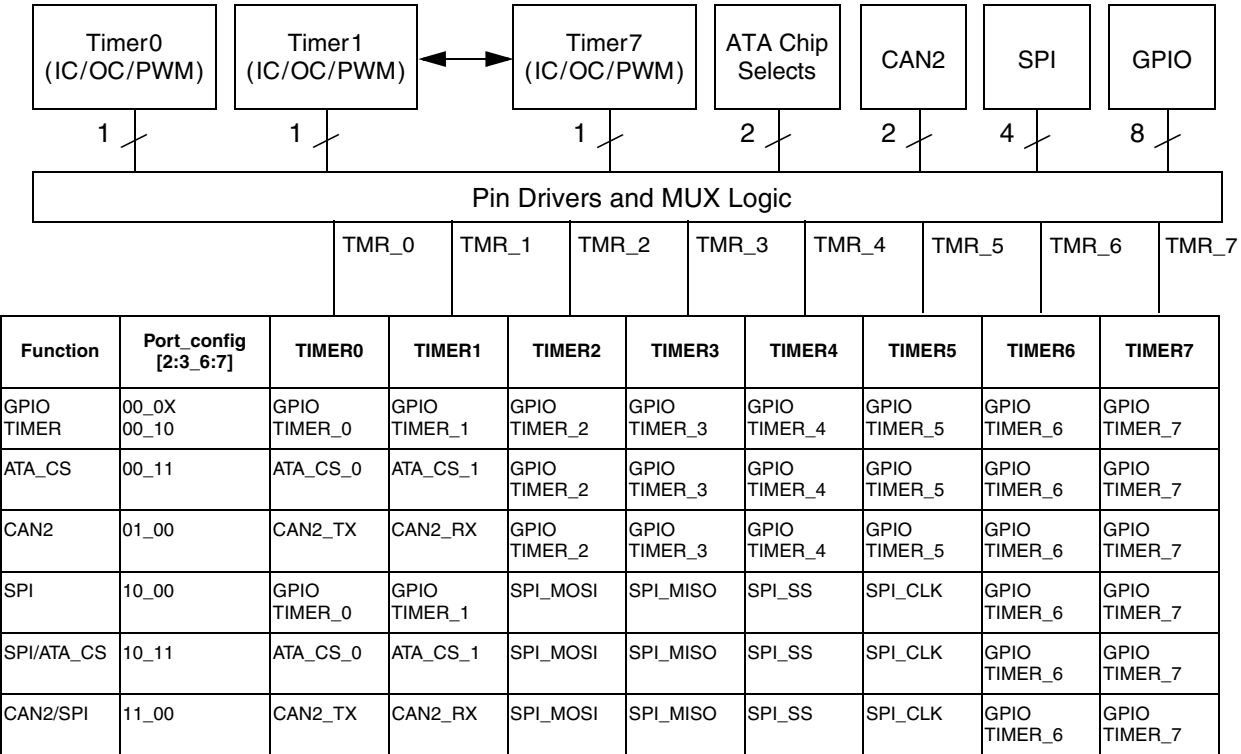 Timer0
(IC/OC/PWM)
Timer1
(IC/OC/PWM)
Timer7
(IC/OC/PWM)
ATA Chip
Selects
CAN2
SPI
GPIO
1
1
1
2
2
4
8
Pin Drivers and MUX Logic
TMR_0
TMR_1
TMR_2
TMR_3
TMR_4
TMR_5
TMR_6
TMR_7
Function
Port_config
[2:3_6:7]
TIMER0
TIMER1
TIMER2
TIMER3
TIMER4
TIMER5
TIMER6
TIMER7
GPIO
TIMER
00_0X
00_10
GPIO
TIMER_0
GPIO
TIMER_1
GPIO
TIMER_2
GPIO
TIMER_3
GPIO
TIMER_4
GPIO
TIMER_5
GPIO
TIMER_6
GPIO
TIMER_7
ATA_CS
00_11
ATA_CS_0
ATA_CS_1
GPIO
TIMER_2
GPIO
TIMER_3
GPIO
TIMER_4
GPIO
TIMER_5
GPIO
TIMER_6
GPIO
TIMER_7
CAN2
01_00
CAN2_TX
CAN2_RX
GPIO
TIMER_2
GPIO
TIMER_3
GPIO
TIMER_4
GPIO
TIMER_5
GPIO
TIMER_6
GPIO
TIMER_7
SPI
10_00
GPIO
TIMER_0
GPIO
TIMER_1
SPI_MOSI
SPI_MISO
SPI_SS
SPI_CLK
GPIO
TIMER_6
GPIO
TIMER_7
SPI/ATA_CS
10_11
ATA_CS_0
ATA_CS_1
SPI_MOSI
SPI_MISO
SPI_SS
SPI_CLK
GPIO
TIMER_6
GPIO
TIMER_7
CAN2/SPI
11_00
CAN2_TX
CAN2_RX
SPI_MOSI
SPI_MISO
SPI_SS
SPI_CLK
GPIO
TIMER_6
GPIO
TIMER_7